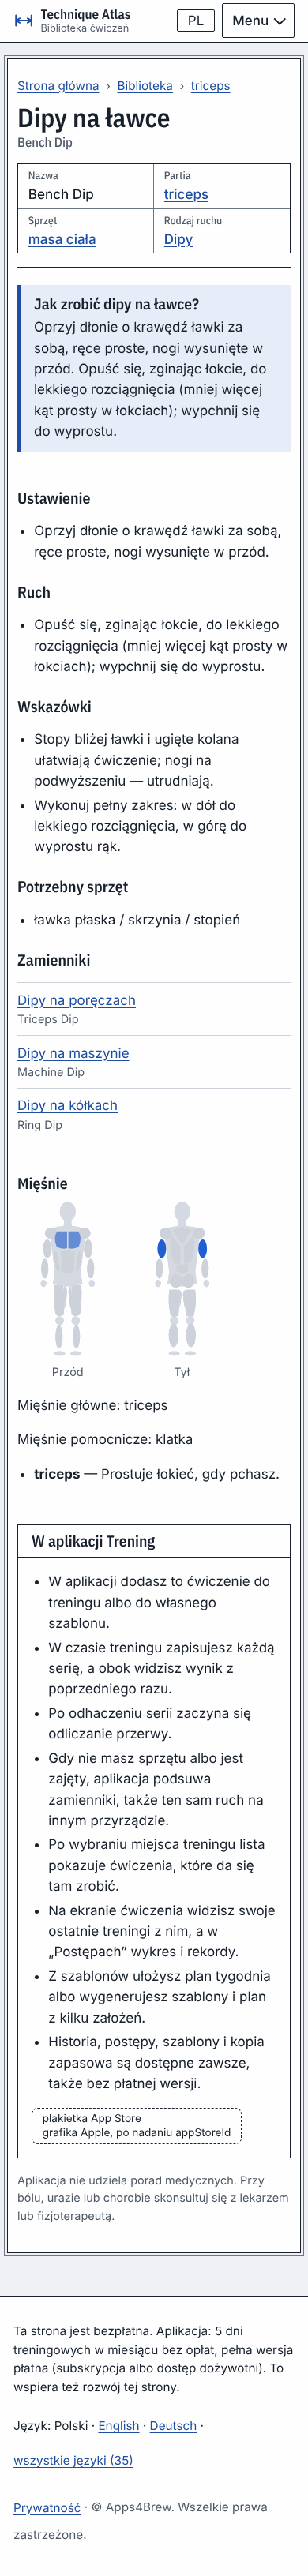 Technique Atlas
Biblioteka ćwiczeń
PL
Menu
Strona główna › Biblioteka › triceps
Dipy na ławce
Bench Dip
Nazwa
Bench Dip
Partia
triceps
Sprzęt
masa ciała
Rodzaj ruchu
Dipy
Jak zrobić dipy na ławce?
Oprzyj dłonie o krawędź ławki za
sobą, ręce proste, nogi wysunięte w
przód. Opuść się, zginając łokcie, do
lekkiego rozciągnięcia (mniej więcej
kąt prosty w łokciach); wypchnij się
do wyprostu.
Ustawienie
• Oprzyj dłonie o krawędź ławki za sobą,
ręce proste, nogi wysunięte w przód.
Ruch
• Opuść się, zginając łokcie, do lekkiego
rozciągnięcia (mniej więcej kąt prosty w
łokciach); wypchnij się do wyprostu.
Wskazówki
• Stopy bliżej ławki i ugięte kolana
ułatwiają ćwiczenie; nogi na
podwyższeniu — utrudniają.
• Wykonuj pełny zakres: w dół do
lekkiego rozciągnięcia, w górę do
wyprostu rąk.
Potrzebny sprzęt
• ławka płaska / skrzynia / stopień
Zamienniki
Dipy na poręczach
Triceps Dip
Dipy na maszynie
Machine Dip
Dipy na kółkach
Ring Dip
Mięśnie
Przód
Tył
Mięśnie główne: triceps
Mięśnie pomocnicze: klatka
• triceps — Prostuje łokieć, gdy pchasz.
W aplikacji Trening
• W aplikacji dodasz to ćwiczenie do
treningu albo do własnego
szablonu.
• W czasie treningu zapisujesz każdą
serię, a obok widzisz wynik z
poprzedniego razu.
• Po odhaczeniu serii zaczyna się
odliczanie przerwy.
• Gdy nie masz sprzętu albo jest
zajęty, aplikacja podsuwa
zamienniki, także ten sam ruch na
innym przyrządzie.
• Po wybraniu miejsca treningu lista
pokazuje ćwiczenia, które da się
tam zrobić.
• Na ekranie ćwiczenia widzisz swoje
ostatnie treningi z nim, a w
„Postępach” wykres i rekordy.
• Z szablonów ułożysz plan tygodnia
albo wygenerujesz szablony i plan
z kilku założeń.
• Historia, postępy, szablony i kopia
zapasowa są dostępne zawsze,
także bez płatnej wersji.
plakietka App Store
grafika Apple, po nadaniu appStoreId
Aplikacja nie udziela porad medycznych. Przy
bólu, urazie lub chorobie skonsultuj się z lekarzem
lub fizjoterapeutą.
Ta strona jest bezpłatna. Aplikacja: 5 dni
treningowych w miesiącu bez opłat, pełna wersja
płatna (subskrypcja albo dostęp dożywotni). To
wspiera też rozwój tej strony.
Język: Polski · English · Deutsch ·
wszystkie języki (35)
Prywatność · © Apps4Brew. Wszelkie prawa
zastrzeżone.